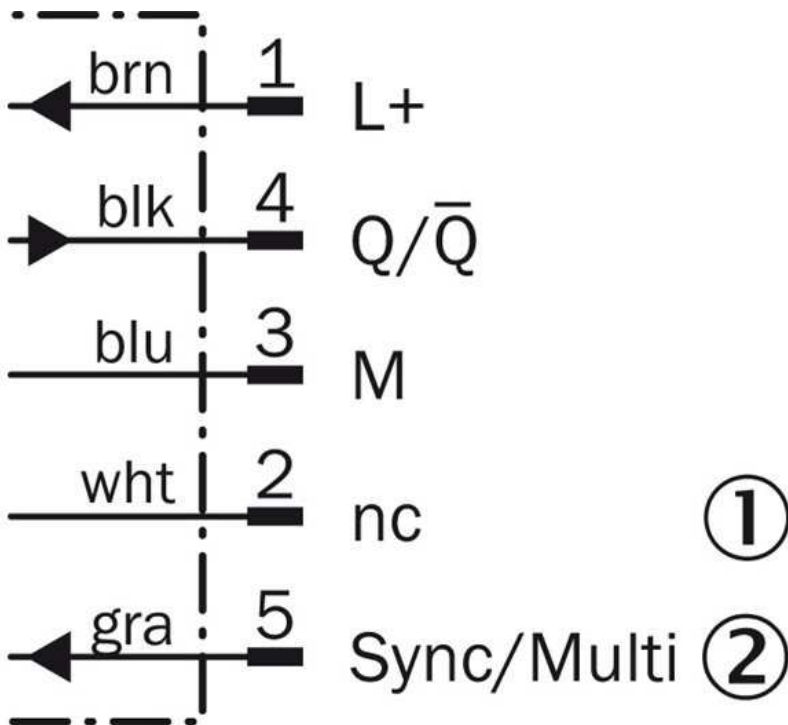 brn 1 L+
blk 4 Q/Q̅
blu 3 M
wht 2 nc ①
gra 5 Sync/Multi ②